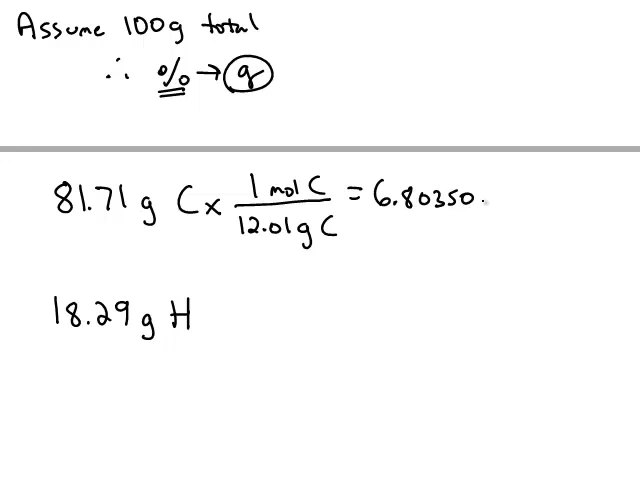 Assume 100g total
∴ % → g
81.71 g C × 1 mol C / 12.01 g C = 6.80350.
18.29 g H